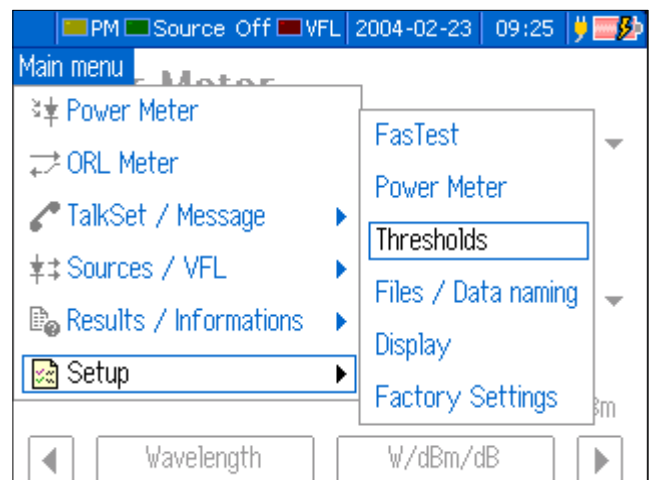 PM Source Off VFL 2004-02-23 09:25
Main menu
Meter
Power Meter
ORL Meter
TalkSet / Message
Sources / VFL
Results / Informations
Setup
FasTest
Power Meter
Thresholds
Files / Data naming
Display
Factory Settings
Wavelength
W/dBm/dB